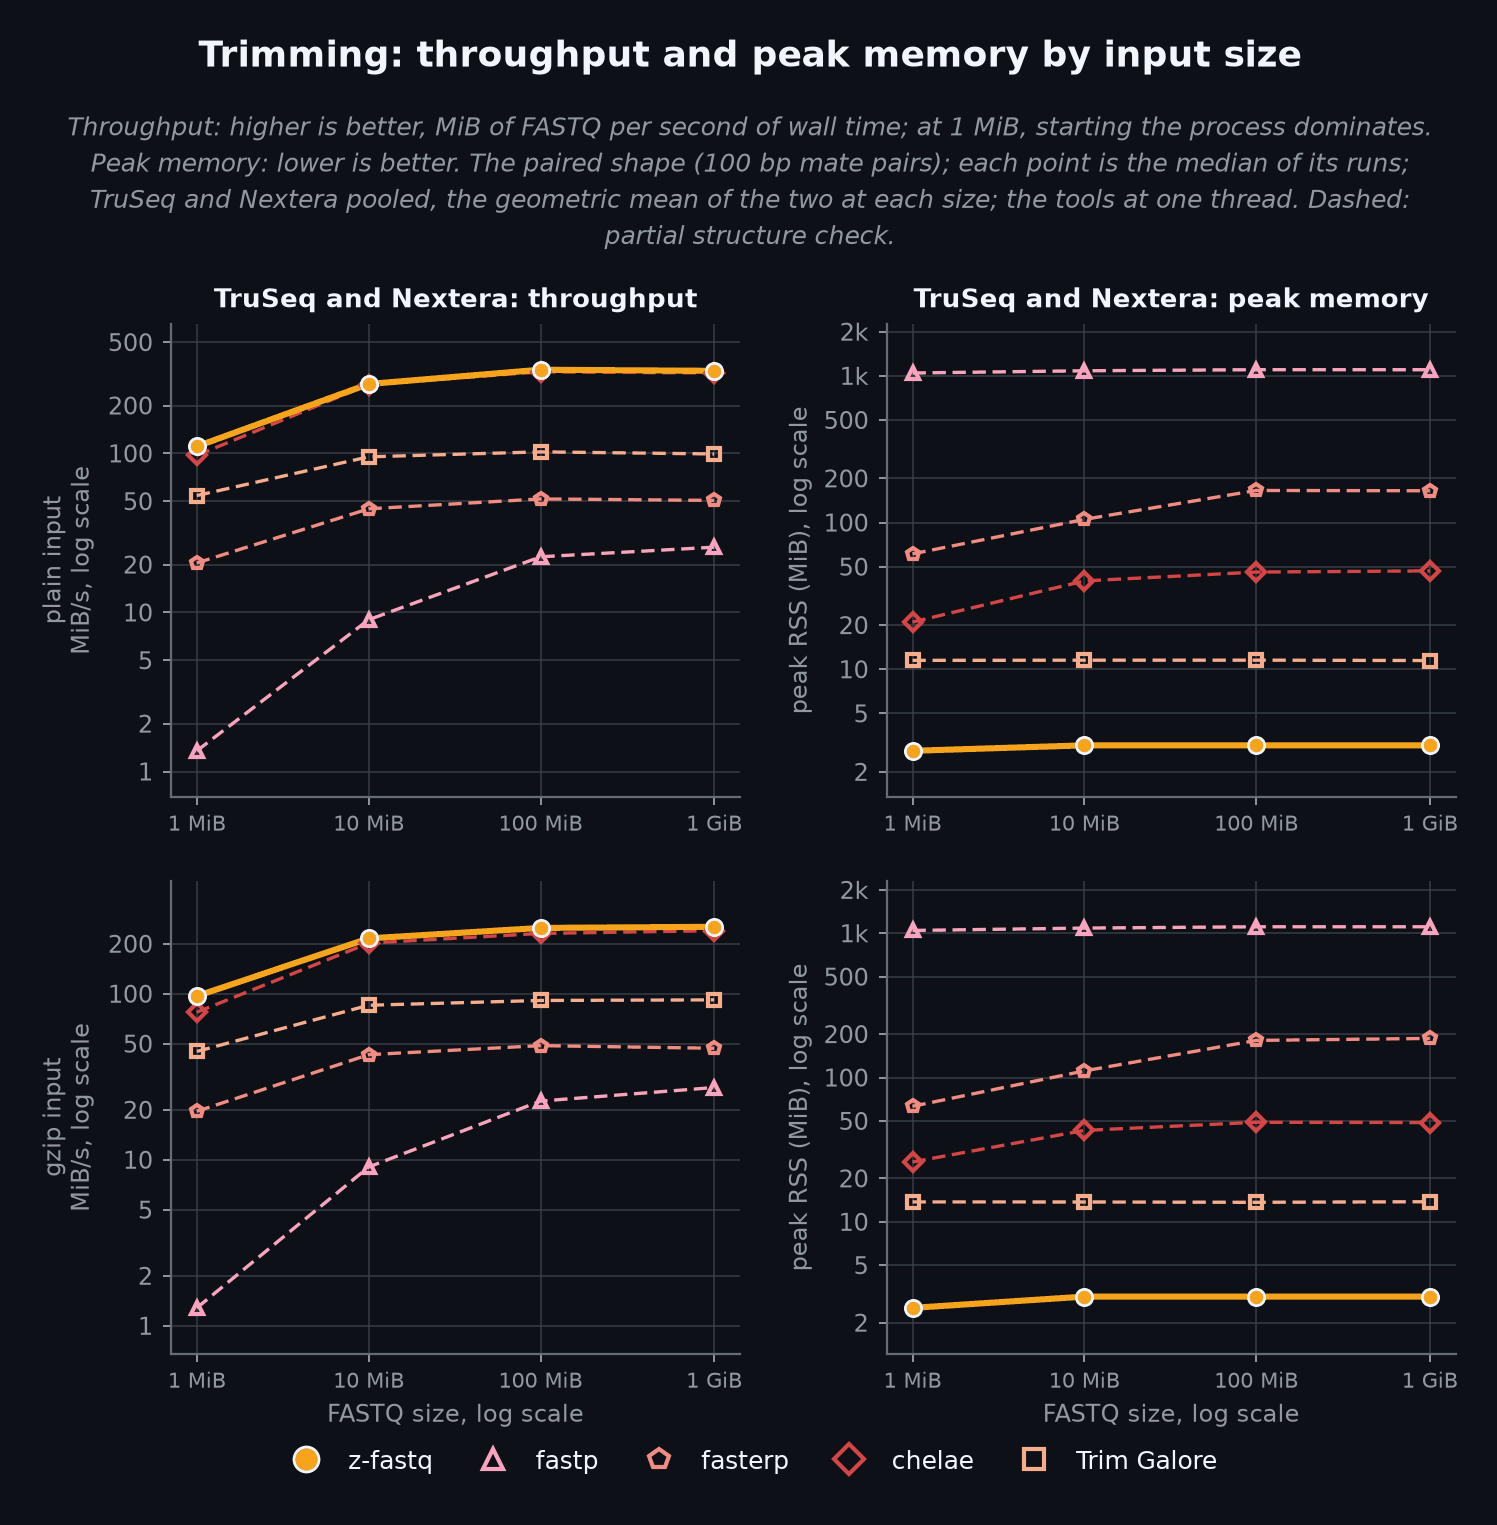 Trimming: throughput and peak memory by input size
Throughput: higher is better, MiB of FASTQ per second of wall time; at 1 MiB, starting the process dominates.
Peak memory: lower is better. The paired shape (100 bp mate pairs); each point is the median of its runs;
TruSeq and Nextera pooled, the geometric mean of the two at each size; the tools at one thread. Dashed:
partial structure check.
TruSeq and Nextera: throughput
plain input
MiB/s, log scale
500
200
100
50
20
10
5
2
1
1 MiB
10 MiB
100 MiB
1 GiB
TruSeq and Nextera: peak memory
peak RSS (MiB), log scale
2k
1k
500
200
100
50
20
10
5
2
1 MiB
10 MiB
100 MiB
1 GiB
gzip input
MiB/s, log scale
200
100
50
20
10
5
2
1
1 MiB
10 MiB
100 MiB
1 GiB
FASTQ size, log scale
peak RSS (MiB), log scale
2k
1k
500
200
100
50
20
10
5
2
1 MiB
10 MiB
100 MiB
1 GiB
FASTQ size, log scale
z-fastq
fastp
fasterp
chelae
Trim Galore